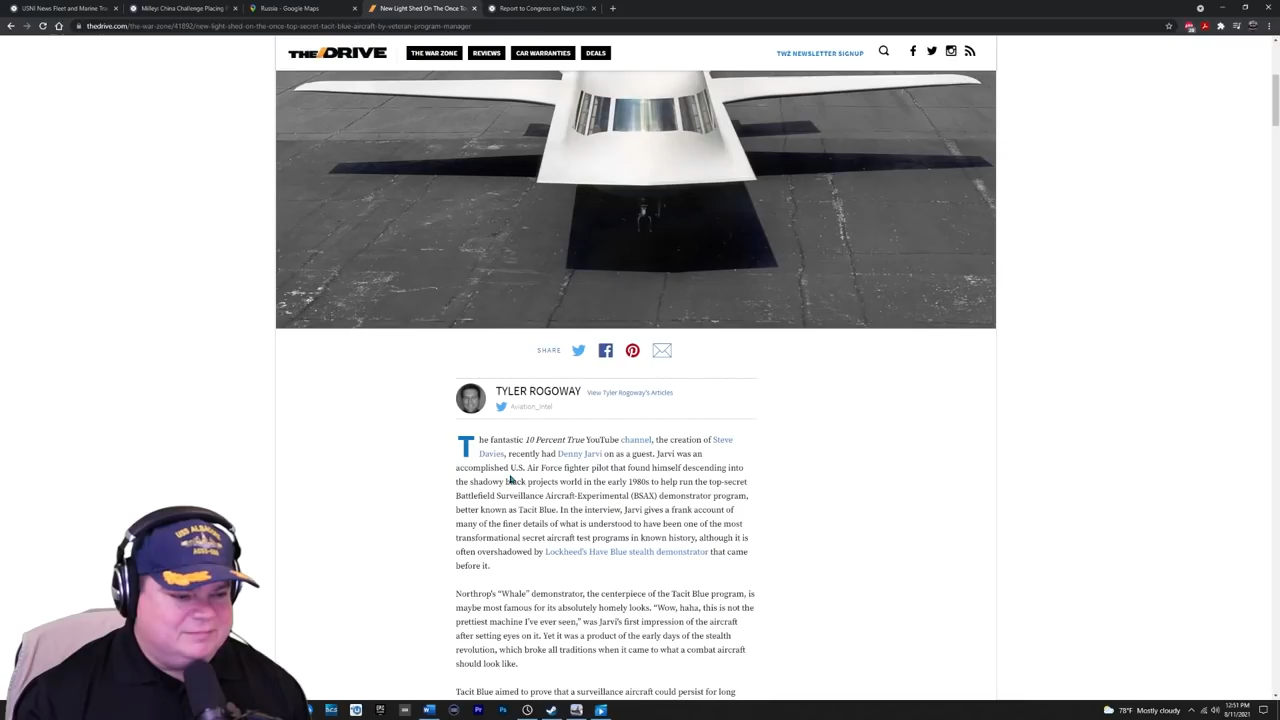 USNI News Fleet and Marine Tra
Milley: China Challenge Placing
Russia - Google Maps
New Light Shed On The Once To
Report to Congress on Navy SSN
thedrive.com/the-war-zone/41892/new-light-shed-on-the-once-top-secret-tacit-blue-aircraft-by-veteran-program-manager
THE DRIVE
THE WAR ZONE
REVIEWS
CAR WARRANTIES
DEALS
TWZ NEWSLETTER SIGNUP
SHARE
TYLER ROGOWAY View Tyler Rogoway's Articles
Aviation_Intel
The fantastic 10 Percent True YouTube channel, the creation of Steve
Davies, recently had Denny Jarvi on as a guest. Jarvi was an
accomplished U.S. Air Force fighter pilot that found himself descending into
the shadowy black projects world in the early 1980s to help run the top-secret
Battlefield Surveillance Aircraft-Experimental (BSAX) demonstrator program,
better known as Tacit Blue. In the interview, Jarvi gives a frank account of
many of the finer details of what is understood to have been one of the most
transformational secret aircraft test programs in known history, although it is
often overshadowed by Lockheed's Have Blue stealth demonstrator that came
before it.
Northrop's “Whale” demonstrator, the centerpiece of the Tacit Blue program, is
maybe most famous for its absolutely homely looks. “Wow, haha, this is not the
prettiest machine I've ever seen,” was Jarvi's first impression of the aircraft
after setting eyes on it. Yet it was a product of the early days of the stealth
revolution, which broke all traditions when it came to what a combat aircraft
should look like.
Tacit Blue aimed to prove that a surveillance aircraft could persist for long
USS ALBANY
78°F Mostly cloudy
12:51 PM
8/11/2021